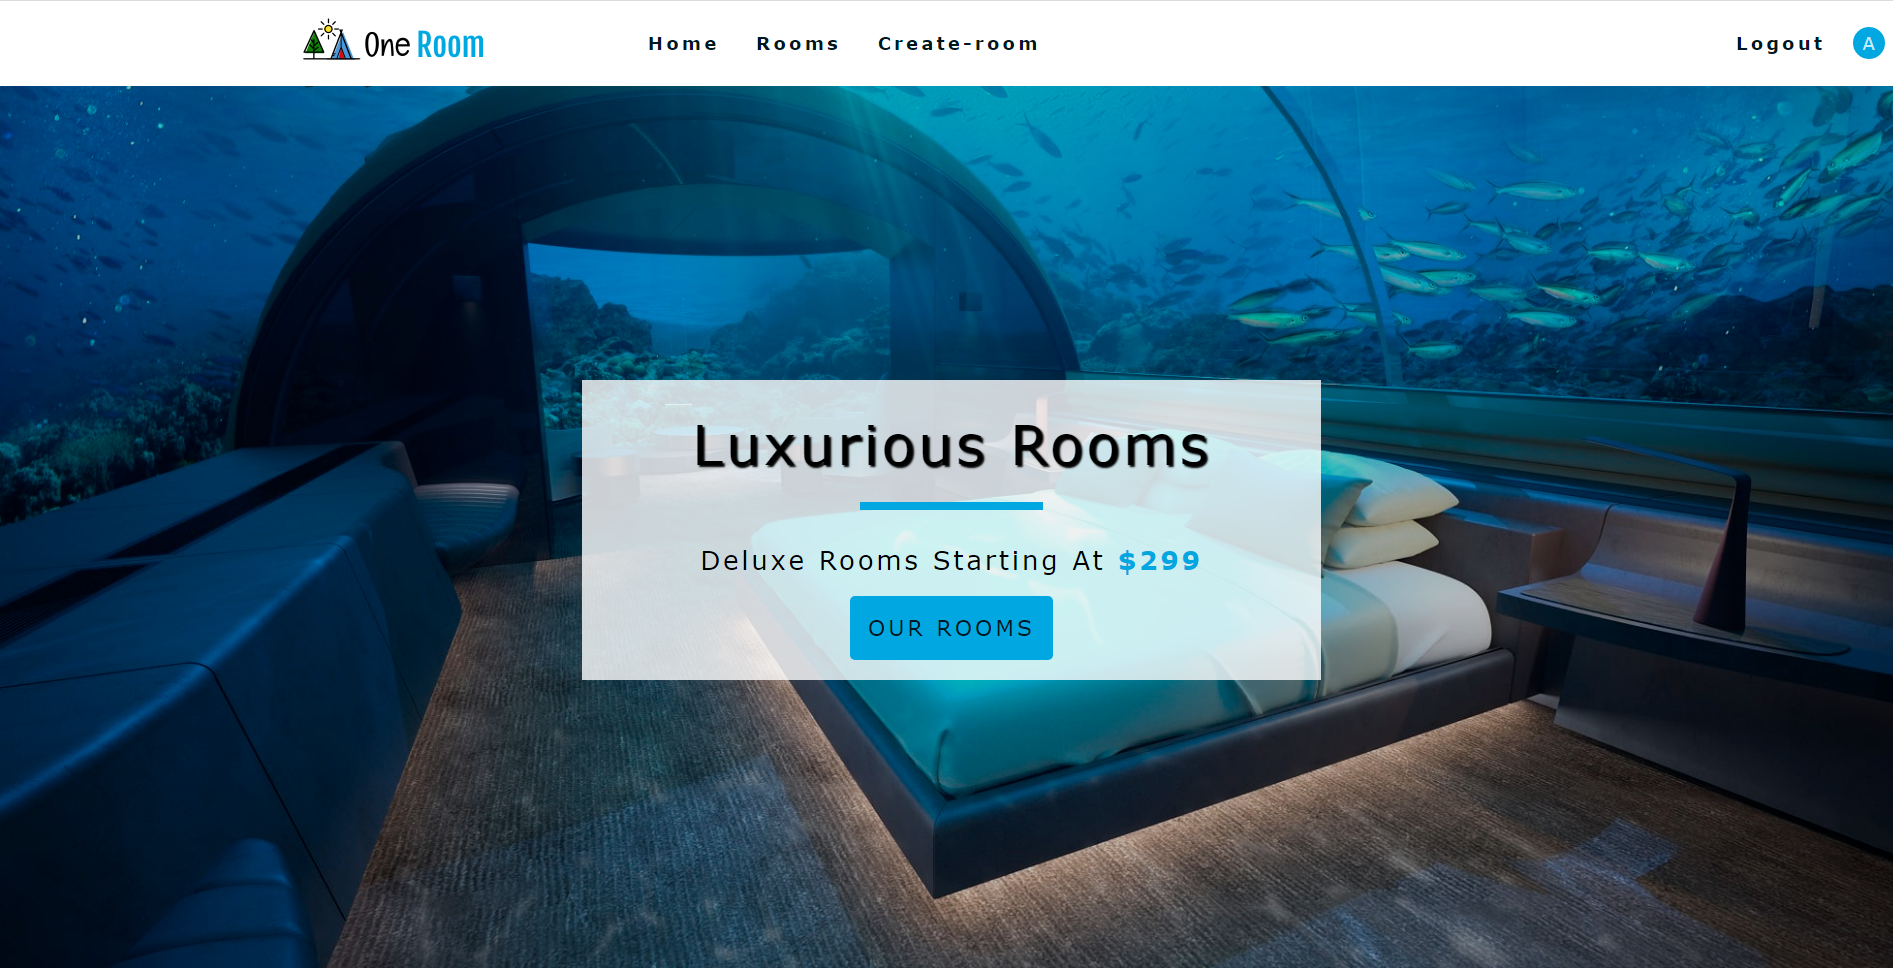 One Room
Home
Rooms
Create-room
Logout
A
Luxurious Rooms
Deluxe Rooms Starting At $299
OUR ROOMS